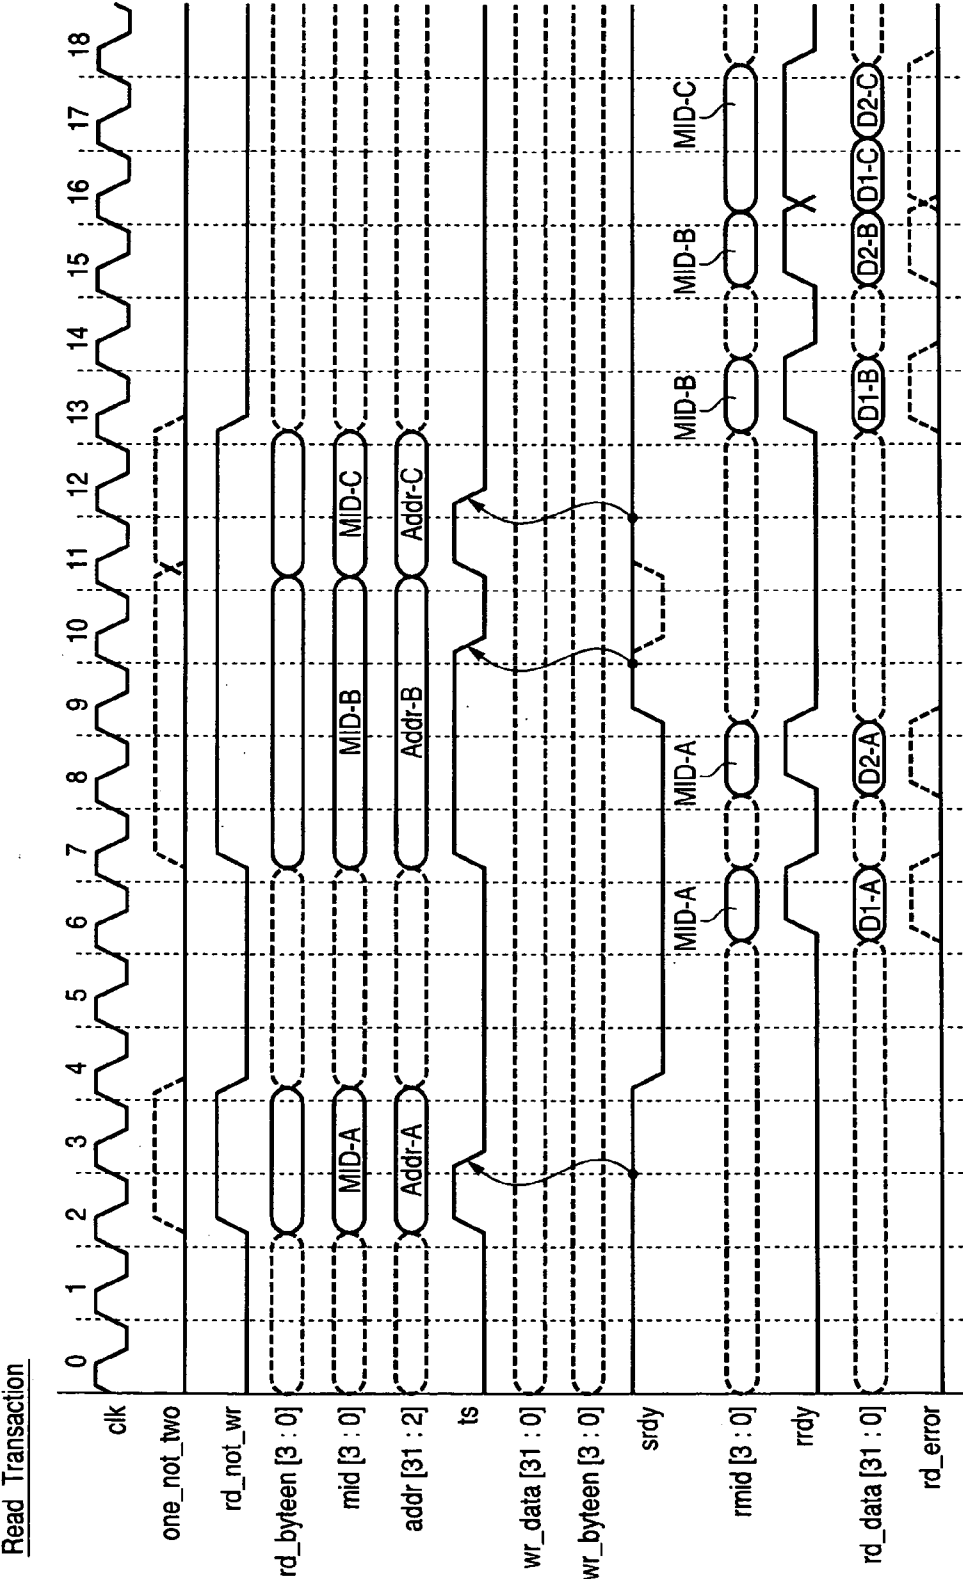 Read Transaction
0 1 2 3 4 5 6 7 8 9 10 11 12 13 14 15 16 17 18
clk
one_not_two
rd_not_wr
rd_byteen [3 : 0]
mid [3 : 0] MID-A MID-B MID-C
addr [31 : 2] Addr-A Addr-B Addr-C
ts
wr_data [31 : 0]
wr_byteen [3 : 0]
srdy
MID-A MID-A MID-B MID-B MID-C
rmid [3 : 0]
rrdy
rd_data [31 : 0] D1-A D2-A D1-B D2-B D1-C D2-C
rd_error